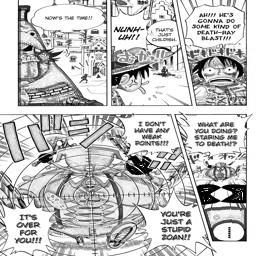 AH!!! HE'S
GONNA DO
SOME KIND OF
DEATH-RAY
BLAST!!!
THAT'S
JUST
CHILDISH.
NUNH-
UH!!
NOW'S THE TIME!!
WHAT ARE
YOU DOING?
STARING
ME TO
DEATH!?
I DON'T
HAVE ANY
WEAK
POINTS!!!
YOU'RE
JUST A
STUPID
ZOAN!!
IT'S
OVER
FOR
YOU!!!